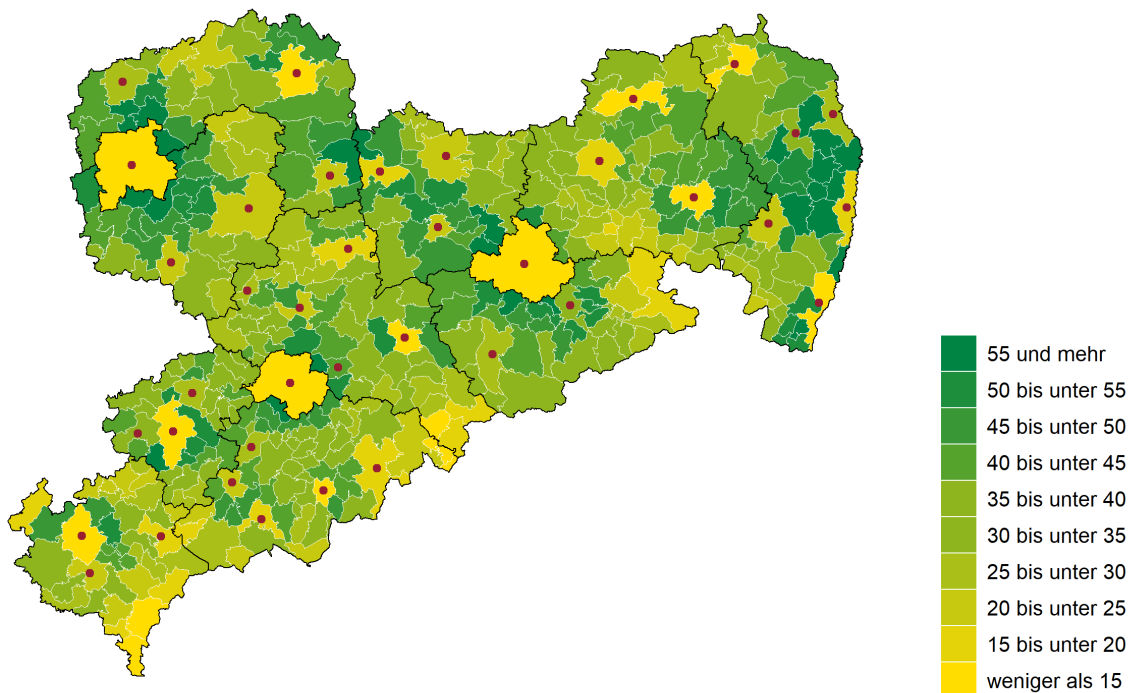 55 und mehr
50 bis unter 55
45 bis unter 50
40 bis unter 45
35 bis unter 40
30 bis unter 35
25 bis unter 30
20 bis unter 25
15 bis unter 20
weniger als 15